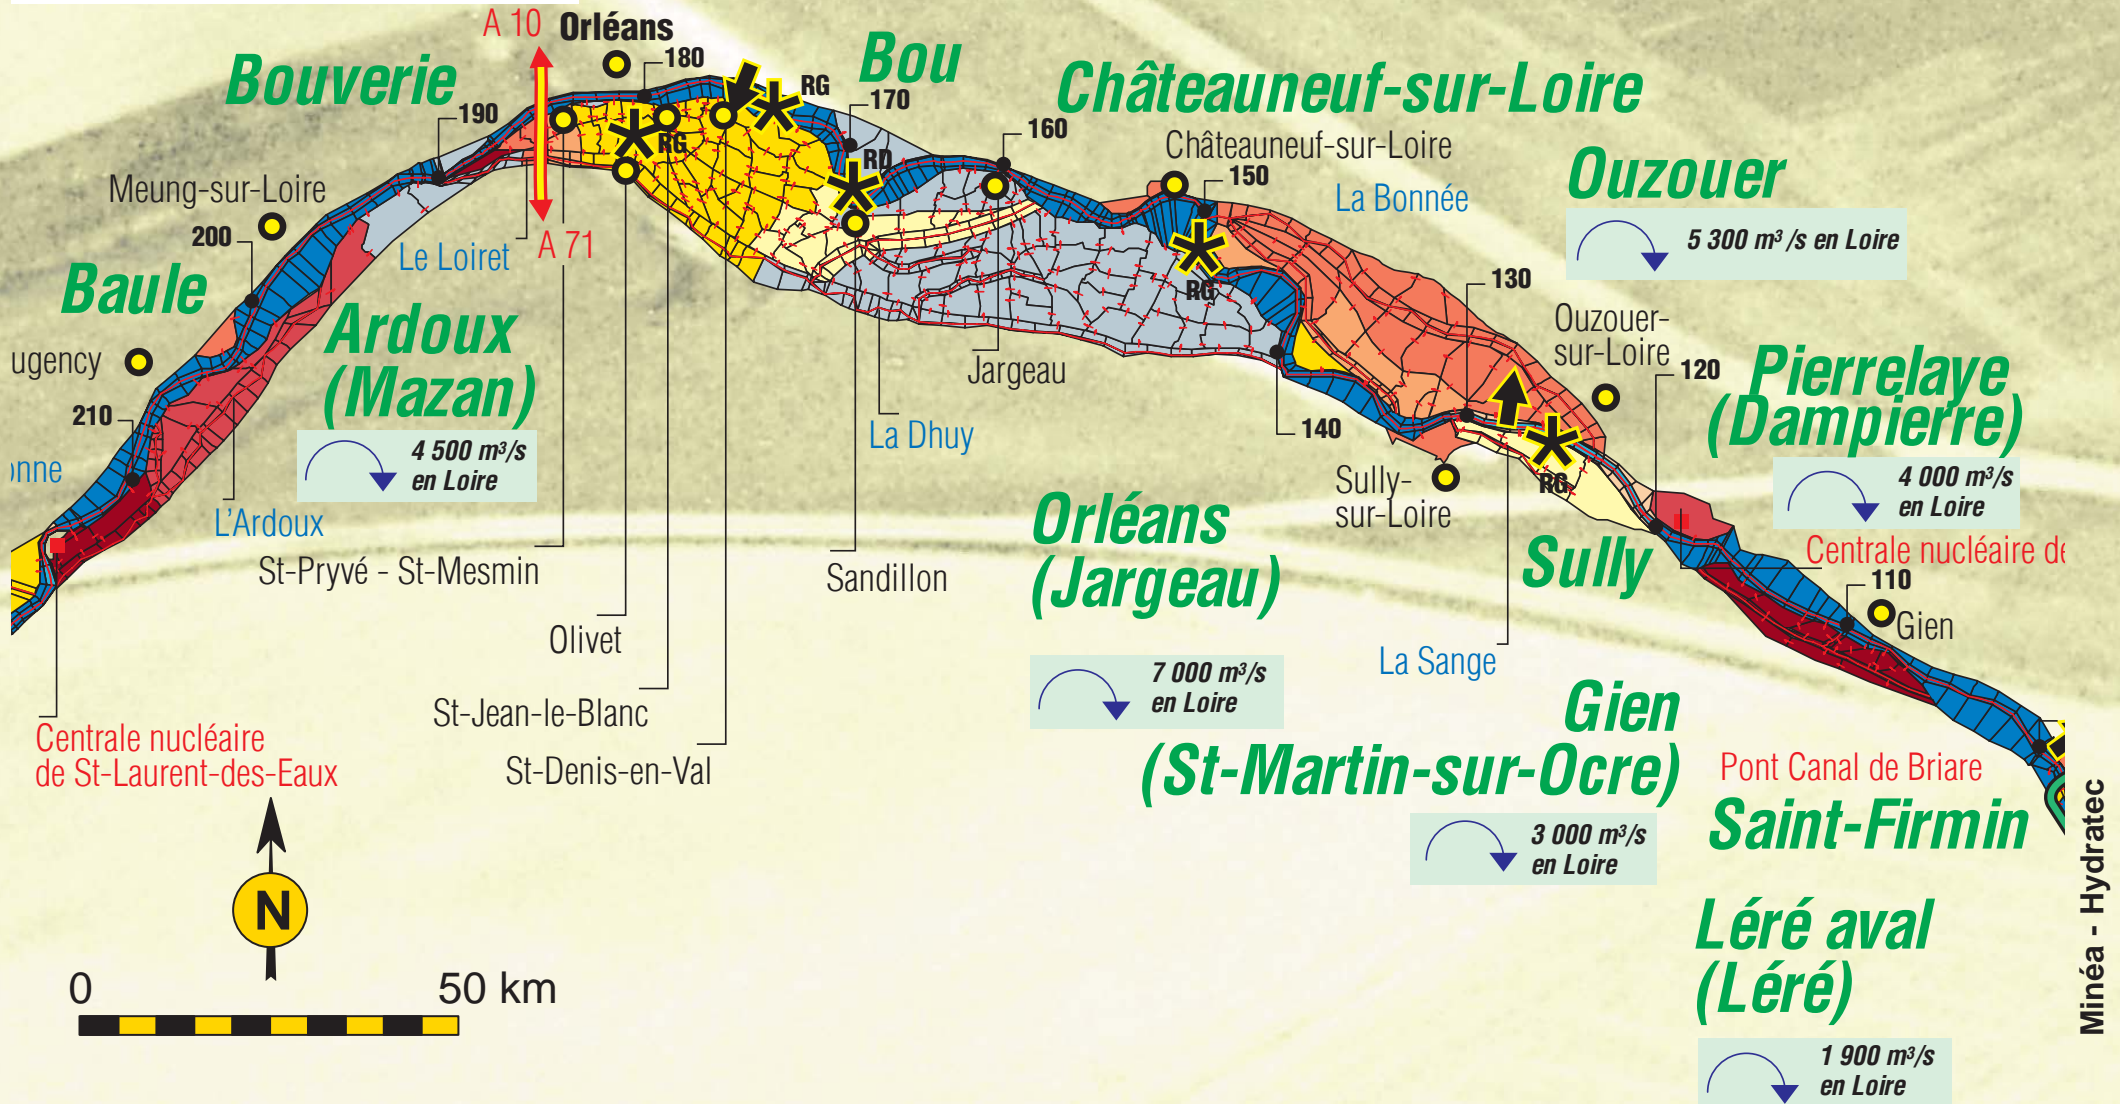 A 10
Orléans
180
Bouverie
190
RG
Bou
170
RG
RD
160
Châteauneuf-sur-Loire
Châteauneuf-sur-Loire
150
La Bonnée
Ouzouer
5 300 m³ /s en Loire
Meung-sur-Loire
200
Le Loiret
A 71
Baule
RG
130
Ardoux
(Mazan)
4 500 m³/s
en Loire
ugency
210
Jargeau
La Dhuy
140
Ouzouer-
sur-Loire
120
Pierrelaye
(Dampierre)
4 000 m³/s
en Loire
onne
L'Ardoux
RG
Sully-
sur-Loire
St-Pryvé - St-Mesmin
Sandillon
Orléans
(Jargeau)
7 000 m³/s
en Loire
Sully
Centrale nucléaire de
110
Gien
Olivet
La Sange
St-Jean-le-Blanc
St-Denis-en-Val
Centrale nucléaire
de St-Laurent-des-Eaux
Gien
(St-Martin-sur-Ocre)
3 000 m³/s
en Loire
Pont Canal de Briare
Saint-Firmin
Léré aval
(Léré)
1 900 m³/s
en Loire
N
0 50 km
Minéa - Hydratec